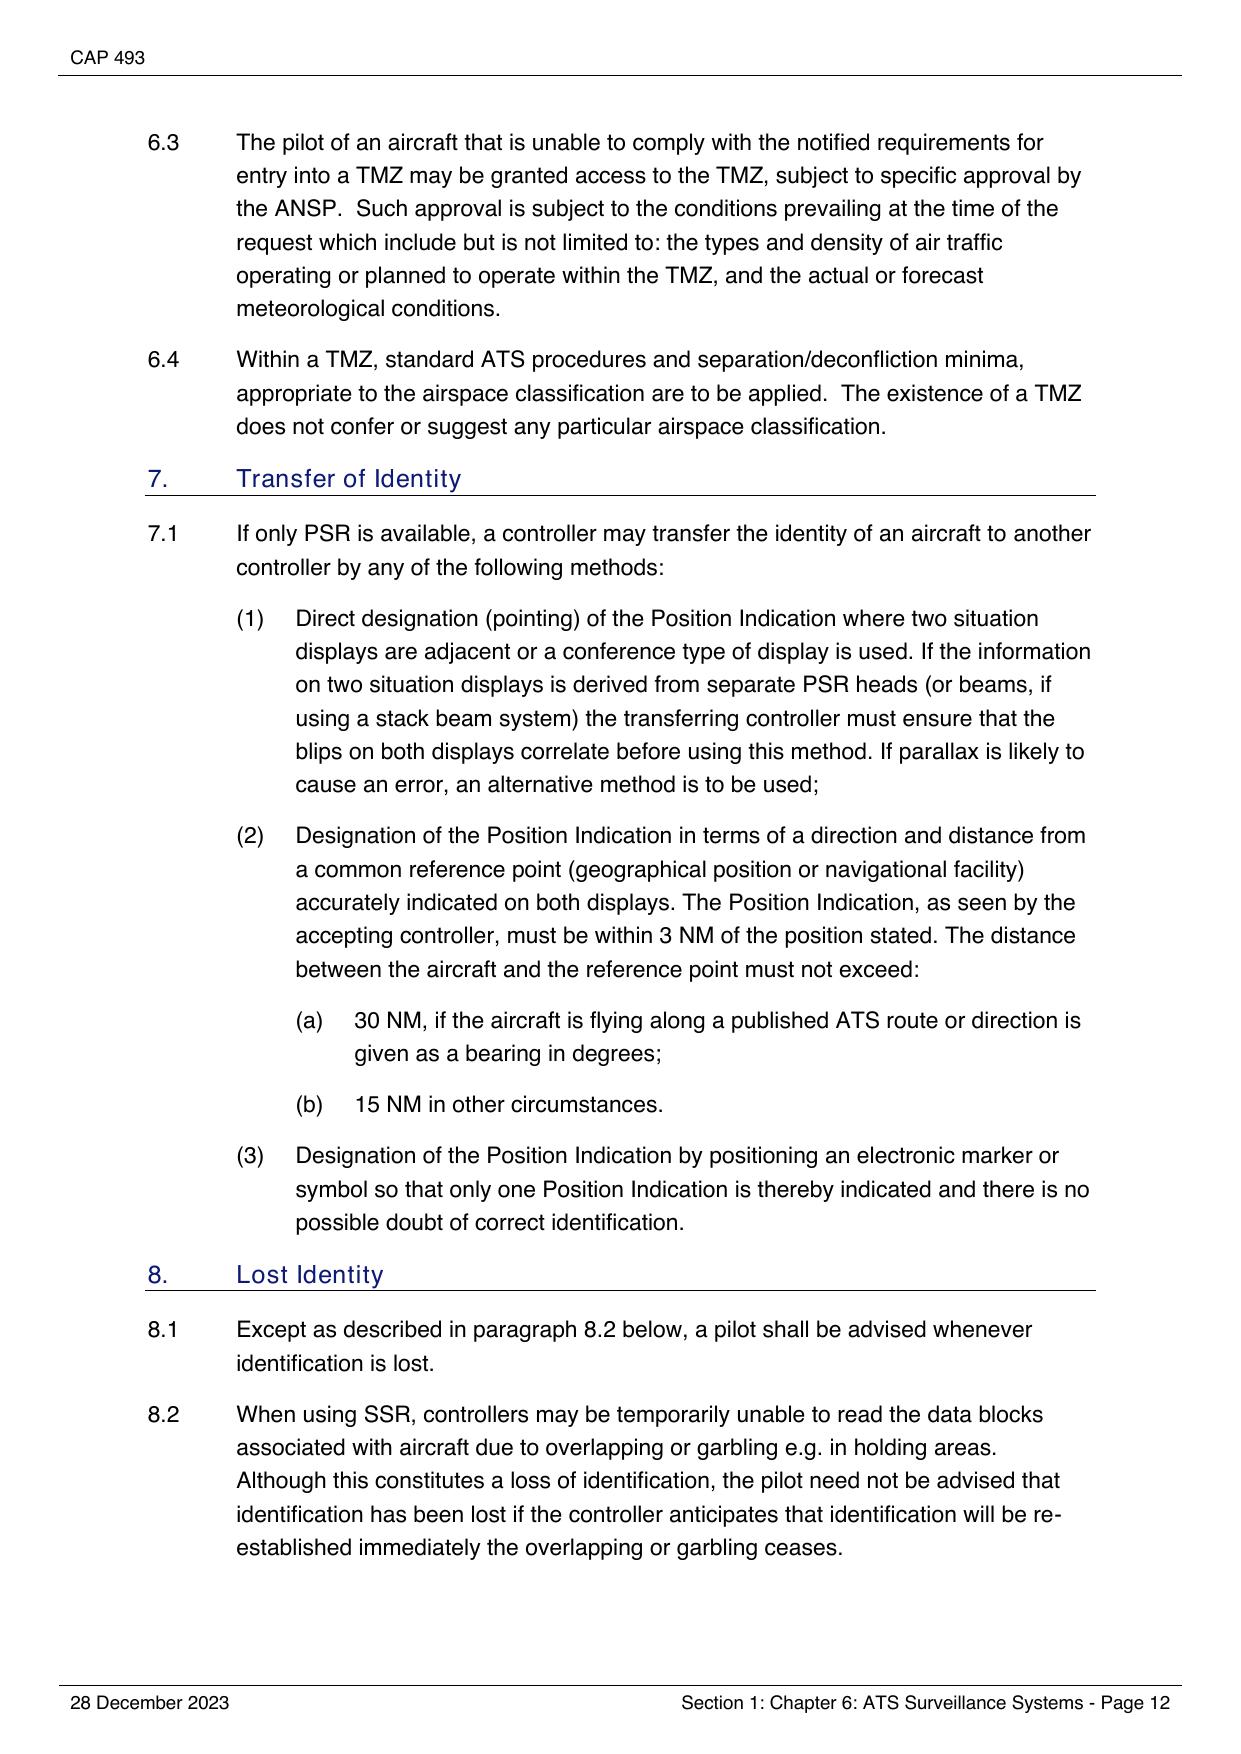 CAP 493
6.3 The pilot of an aircraft that is unable to comply with the notified requirements for
entry into a TMZ may be granted access to the TMZ, subject to specific approval by
the ANSP.  Such approval is subject to the conditions prevailing at the time of the
request which include but is not limited to: the types and density of air traffic
operating or planned to operate within the TMZ, and the actual or forecast
meteorological conditions.
6.4 Within a TMZ, standard ATS procedures and separation/deconfliction minima,
appropriate to the airspace classification are to be applied.  The existence of a TMZ
does not confer or suggest any particular airspace classification.
7. Transfer of Identity
7.1 If only PSR is available, a controller may transfer the identity of an aircraft to another
controller by any of the following methods:
(1) Direct designation (pointing) of the Position Indication where two situation
displays are adjacent or a conference type of display is used. If the information
on two situation displays is derived from separate PSR heads (or beams, if
using a stack beam system) the transferring controller must ensure that the
blips on both displays correlate before using this method. If parallax is likely to
cause an error, an alternative method is to be used;
(2) Designation of the Position Indication in terms of a direction and distance from
a common reference point (geographical position or navigational facility)
accurately indicated on both displays. The Position Indication, as seen by the
accepting controller, must be within 3 NM of the position stated. The distance
between the aircraft and the reference point must not exceed:
(a) 30 NM, if the aircraft is flying along a published ATS route or direction is
given as a bearing in degrees;
(b) 15 NM in other circumstances.
(3) Designation of the Position Indication by positioning an electronic marker or
symbol so that only one Position Indication is thereby indicated and there is no
possible doubt of correct identification.
8. Lost Identity
8.1 Except as described in paragraph 8.2 below, a pilot shall be advised whenever
identification is lost.
8.2 When using SSR, controllers may be temporarily unable to read the data blocks
associated with aircraft due to overlapping or garbling e.g. in holding areas.
Although this constitutes a loss of identification, the pilot need not be advised that
identification has been lost if the controller anticipates that identification will be re-
established immediately the overlapping or garbling ceases.
28 December 2023 Section 1: Chapter 6: ATS Surveillance Systems - Page 12